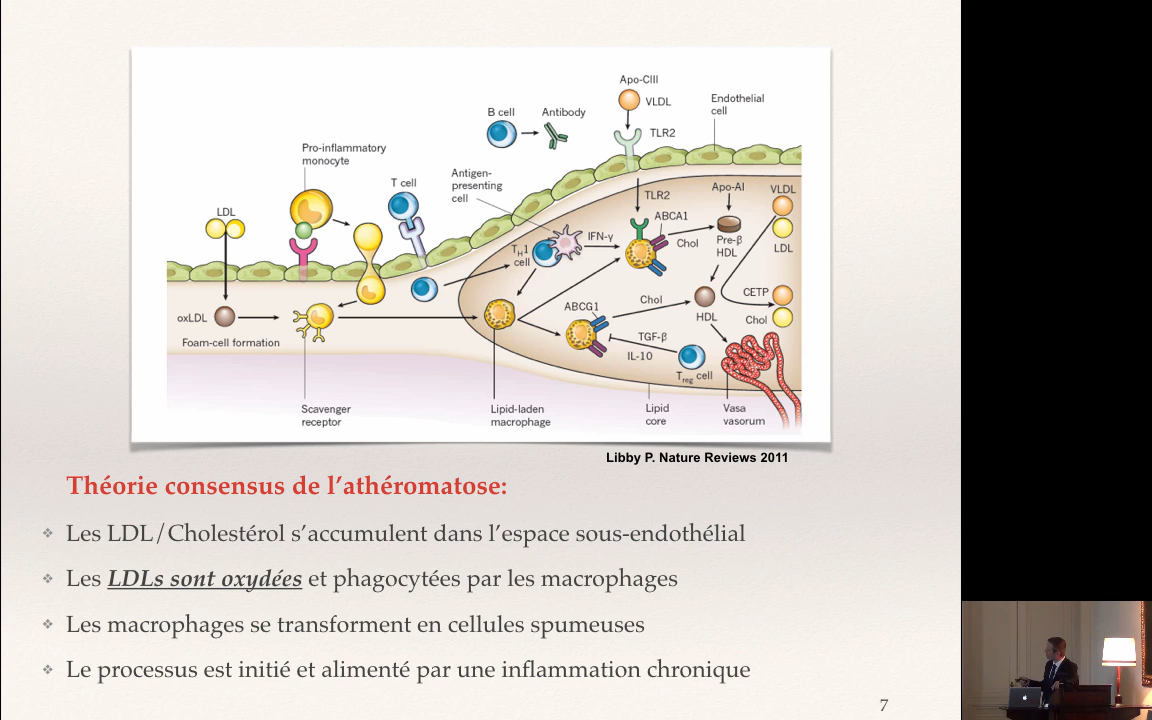 Apo-CIII
VLDL
Endothelial
cell
B cell
Antibody
TLR2
Pro-inflammatory
monocyte
Antigen-
presenting
cell
T cell
LDL
TLR2
Apo-AI
VLDL
ABCA1
IFN-γ
Chol
Pre-β
HDL
LDL
TH1
cell
ABCG1
Chol
CETP
oxLDL
HDL
Chol
Foam-cell formation
TGF-β
IL-10
Treg cell
Scavenger
receptor
Lipid-laden
macrophage
Lipid
core
Vasa
vasorum
Libby P. Nature Reviews 2011
Théorie consensus de l’athéromatose:
❖ Les LDL/Cholestérol s’accumulent dans l’espace sous-endothélial
❖ Les LDLs sont oxydées et phagocytées par les macrophages
❖ Les macrophages se transforment en cellules spumeuses
❖ Le processus est initié et alimenté par une inflammation chronique
7